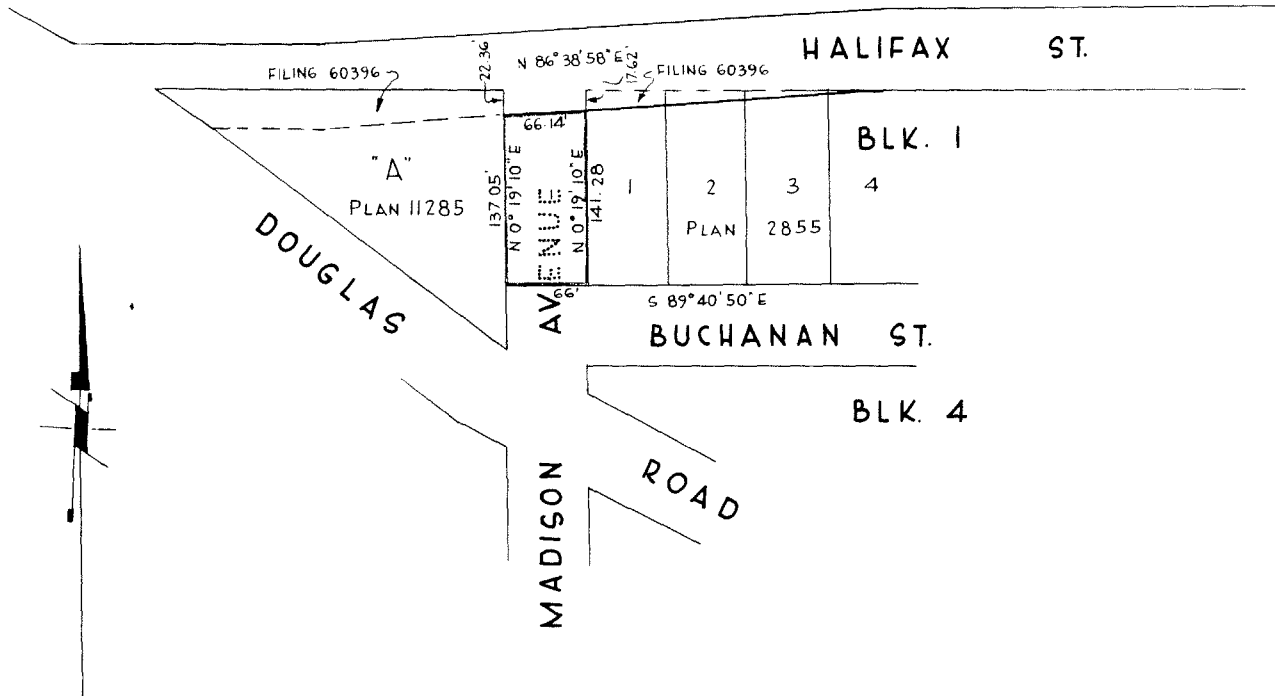 HALIFAX ST.
N 86° 38' 58" E
22.36'
17.62'
FILING 60396
FILING 60396
66.14'
BLK. 1
"A"
PLAN 11285
137.05'
N 0° 19' 10" E
AVENUE
N 0° 19' 10" E
141.28
1
2
3
4
PLAN 2855
DOUGLAS
66'
S 89° 40' 50" E
BUCHANAN ST.
BLK. 4
ROAD
MADISON